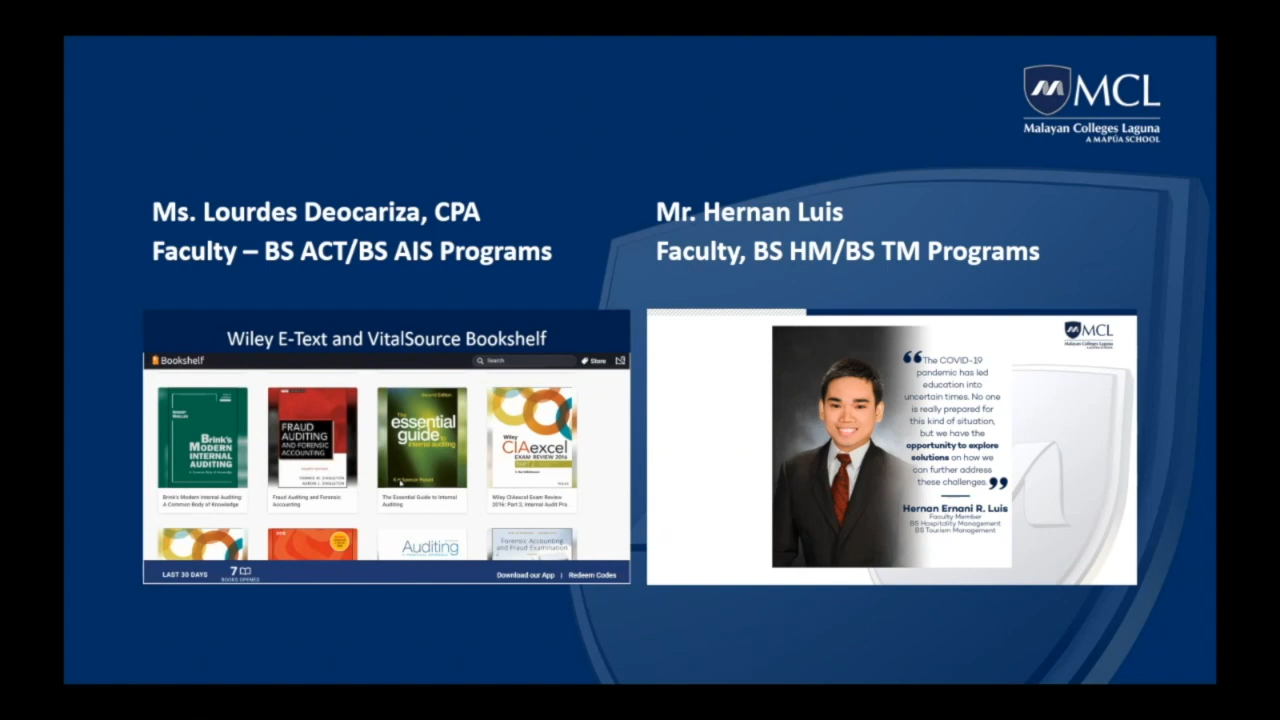 MCL
Malayan Colleges Laguna
A MAPÚA SCHOOL
Ms. Lourdes Deocariza, CPA
Faculty – BS ACT/BS AIS Programs
Mr. Hernan Luis
Faculty, BS HM/BS TM Programs
Wiley E-Text and VitalSource Bookshelf
Bookshelf
Search
Store
Brink's
MODERN
INTERNAL
AUDITING
FRAUD
AUDITING
AND FORENSIC
ACCOUNTING
The
essential
guide
to internal
auditing
Wiley
CIAexcel
EXAM REVIEW 2016
Brink's Modern Internal Auditing:
A Common Body of Knowledge
Fraud Auditing and Forensic
Accounting
The Essential Guide to Internal
Auditing
Wiley CIAexcel Exam Review
2016: Part 2, Internal Audit Pra
Auditing
Forensic Accounting
and Fraud Examination
LAST 30 DAYS
7
BOOKS OPENED
Download our App | Redeem Codes
MCL
Malayan Colleges Laguna
“The COVID-19
pandemic has led
education into
uncertain times. No one
is really prepared for
this kind of situation,
but we have the
opportunity to explore
solutions on how we
can further address
these challenges.”
Hernan Ernani R. Luis
Faculty Member
BS Hospitality Management
BS Tourism Management